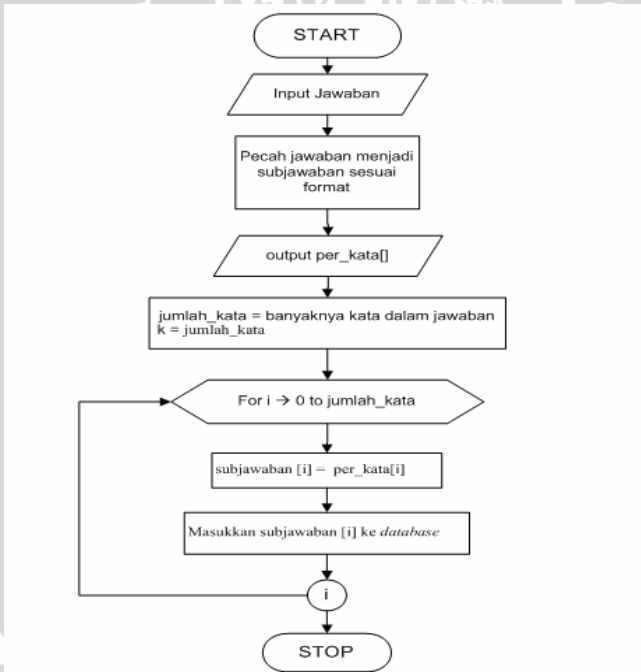 START
Input Jawaban
Pecah jawaban menjadi
subjawaban sesuai
format
output per_kata[]
jumlah_kata = banyaknya kata dalam jawaban
k = jumlah_kata
For i → 0 to jumlah_kata
subjawaban [i] = per_kata[i]
Masukkan subjawaban [i] ke database
i
STOP